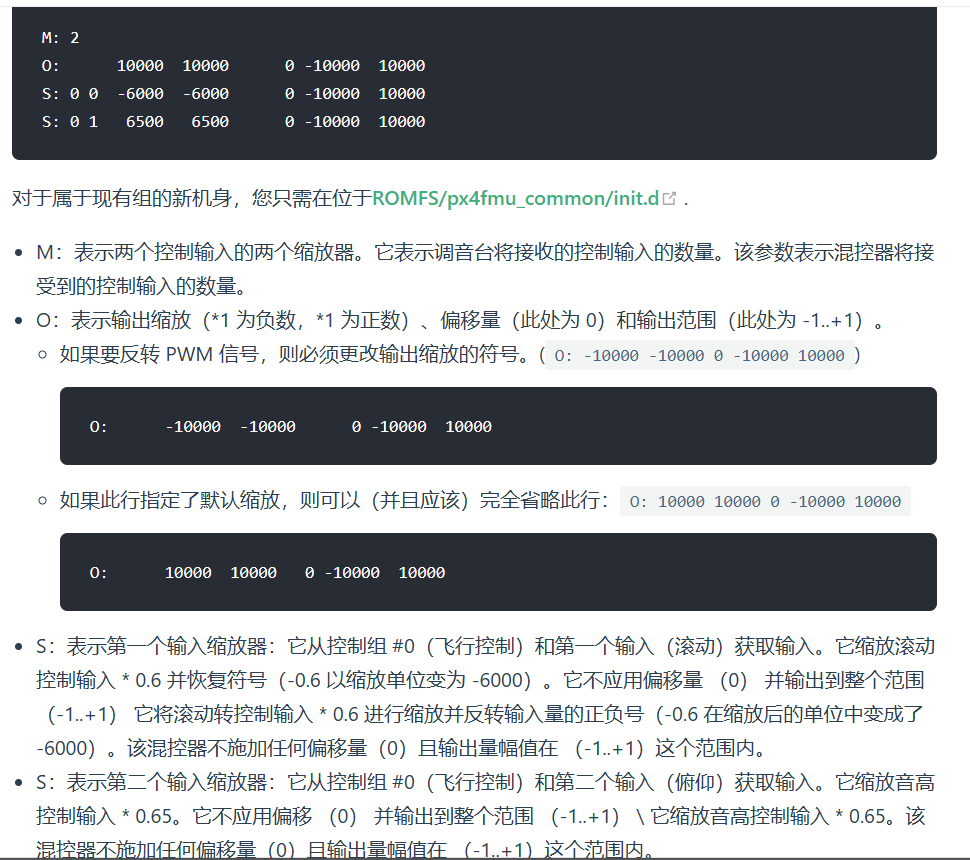 M: 2
O:      10000  10000      0 -10000  10000
S: 0 0  -6000  -6000      0 -10000  10000
S: 0 1   6500   6500      0 -10000  10000
对于属于现有组的新机身，您只需在位于ROMFS/px4fmu_common/init.d .
M：表示两个控制输入的两个缩放器。它表示调音台将接收的控制输入的数量。该参数表示混控器将接
受到的控制输入的数量。
O：表示输出缩放（*1 为负数，*1 为正数）、偏移量（此处为 0）和输出范围（此处为 -1..+1）。
如果要反转 PWM 信号，则必须更改输出缩放的符号。（ O: -10000 -10000 0 -10000 10000 ）
O:      -10000  -10000      0 -10000  10000
如果此行指定了默认缩放，则可以（并且应该）完全省略此行： O: 10000 10000 0 -10000 10000
O:      10000  10000   0 -10000  10000
S：表示第一个输入缩放器：它从控制组 #0（飞行控制）和第一个输入（滚动）获取输入。它缩放滚动
控制输入 * 0.6 并恢复符号（-0.6 以缩放单位变为 -6000）。它不应用偏移量 （0） 并输出到整个范围
（-1..+1） 它将滚动转控制输入 * 0.6 进行缩放并反转输入量的正负号（-0.6 在缩放后的单位中变成了
-6000）。该混控器不施加任何偏移量（0）且输出量幅值在 （-1..+1）这个范围内。
S：表示第二个输入缩放器：它从控制组 #0（飞行控制）和第二个输入（俯仰）获取输入。它缩放音高
控制输入 * 0.65。它不应用偏移 （0） 并输出到整个范围 （-1..+1） \ 它缩放音高控制输入 * 0.65。该
混控器不施加任何偏移量（0）且输出量幅值在 （-1..+1）这个范围内。